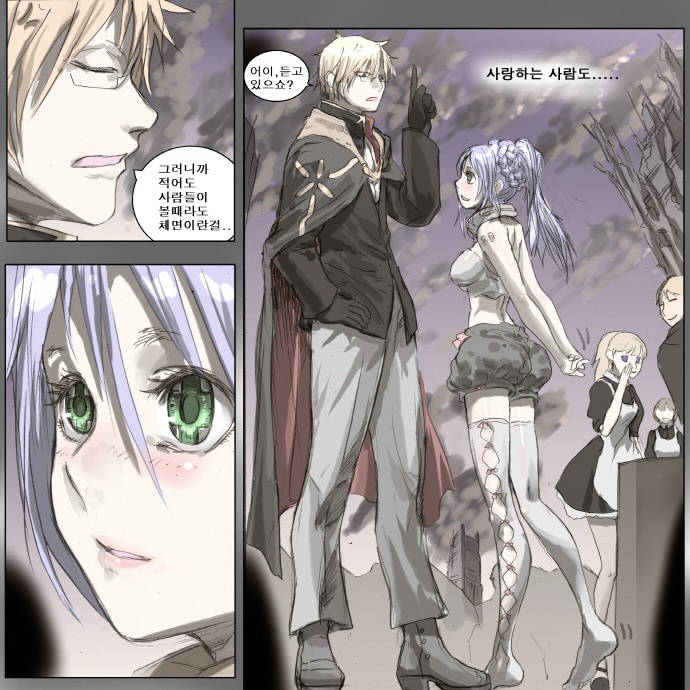 그러니까
적어도
사람들이
볼때라도
체면이란걸..
어이,듣고
있으쇼?
사랑하는 사람도.....